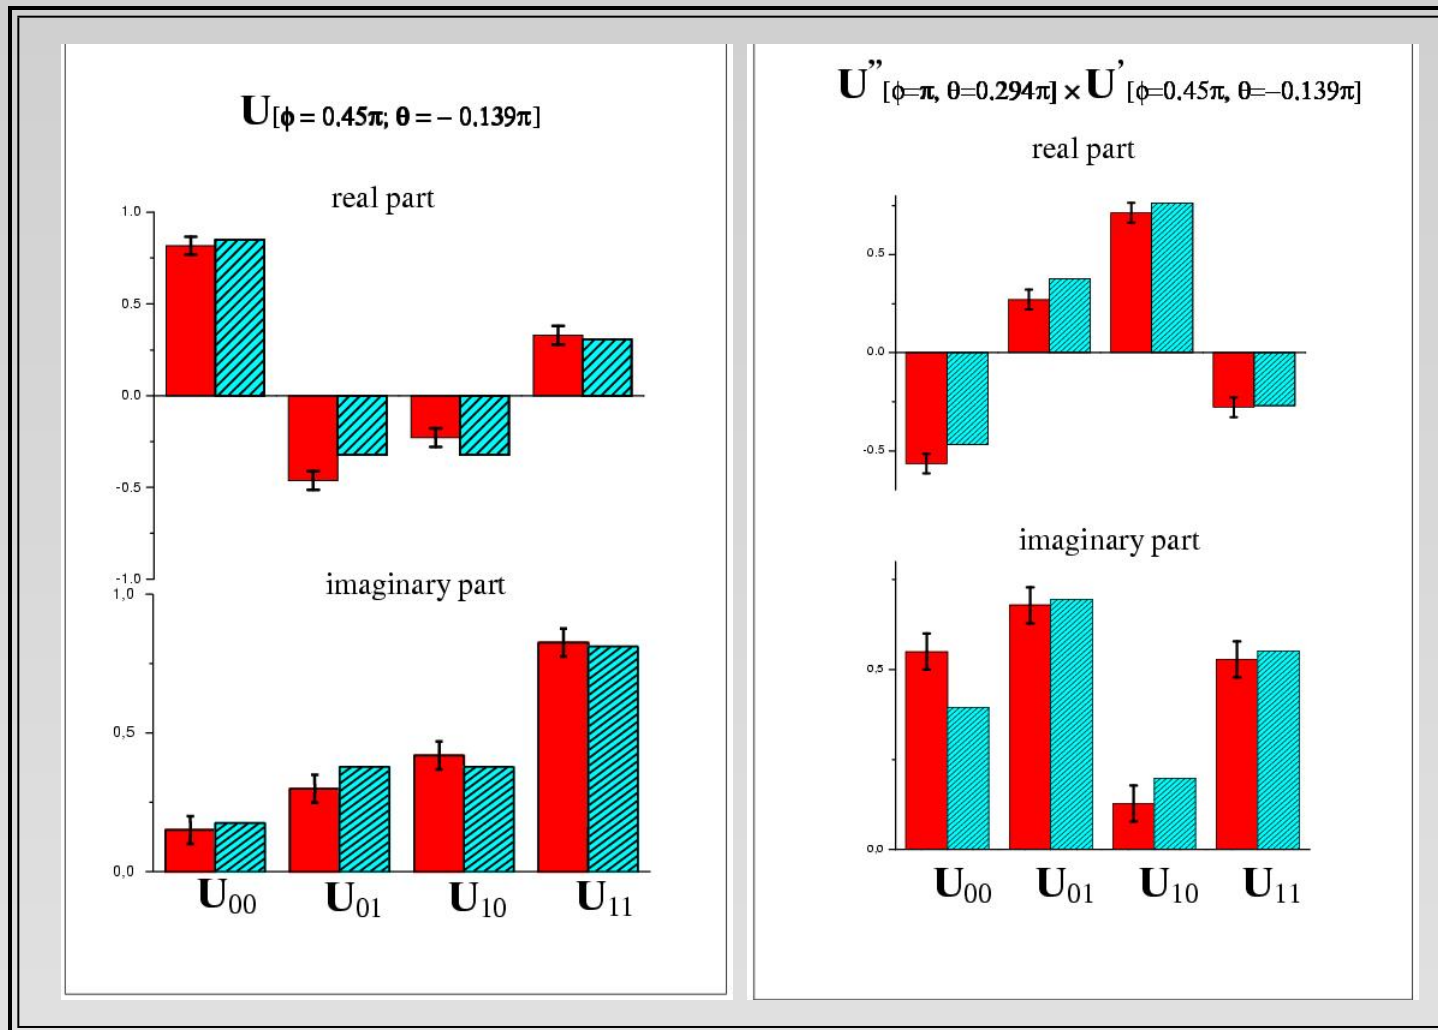 U[ϕ = 0.45π; θ = − 0.139π]
real part
1.0
0.5
0.0
-0.5
-1.0
imaginary part
1,0
0,5
0,0
U00 U01 U10 U11
U”[ϕ=π, θ=0.294π] × U’[ϕ=0.45π, θ=−0.139π]
real part
0.5
0.0
-0.5
imaginary part
0,5
0,0
U00 U01 U10 U11